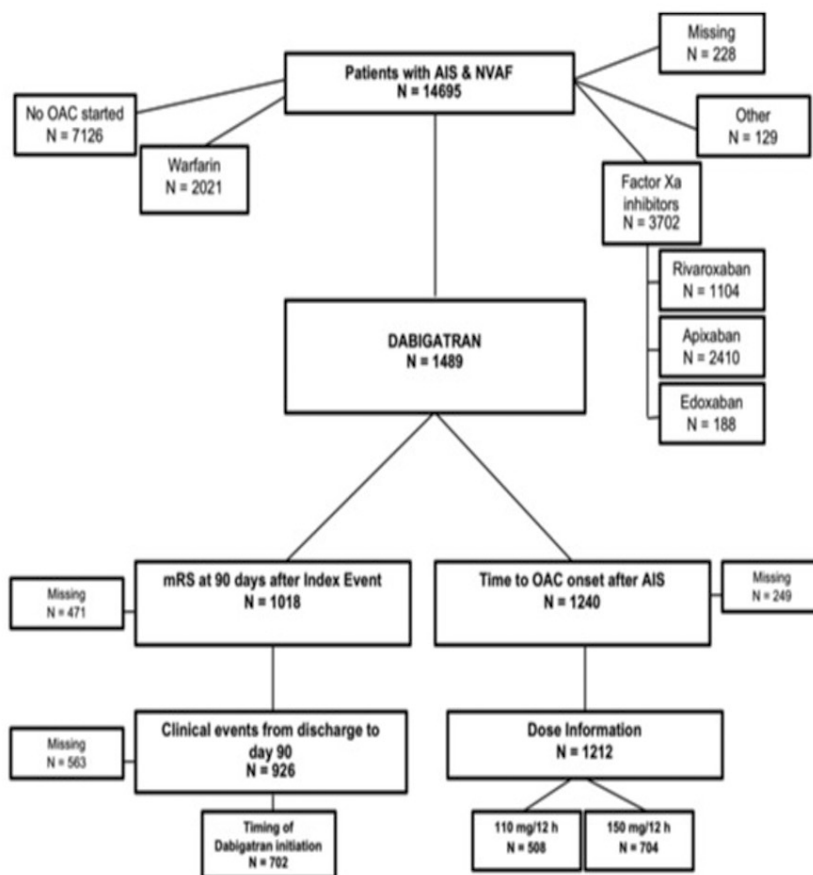 Missing
N = 228
Patients with AIS & NVAF
N = 14695
No OAC started
N = 7126
Other
N = 129
Warfarin
N = 2021
Factor Xa
inhibitors
N = 3702
Rivaroxaban
N = 1104
Apixaban
N = 2410
Edoxaban
N = 188
DABIGATRAN
N = 1489
mRS at 90 days after Index Event
N = 1018
Missing
N = 471
Time to OAC onset after AIS
N = 1240
Missing
N = 249
Clinical events from discharge to
day 90
N = 926
Missing
N = 563
Dose Information
N = 1212
Timing of
Dabigatran initiation
N = 702
110 mg/12 h
N = 508
150 mg/12 h
N = 704